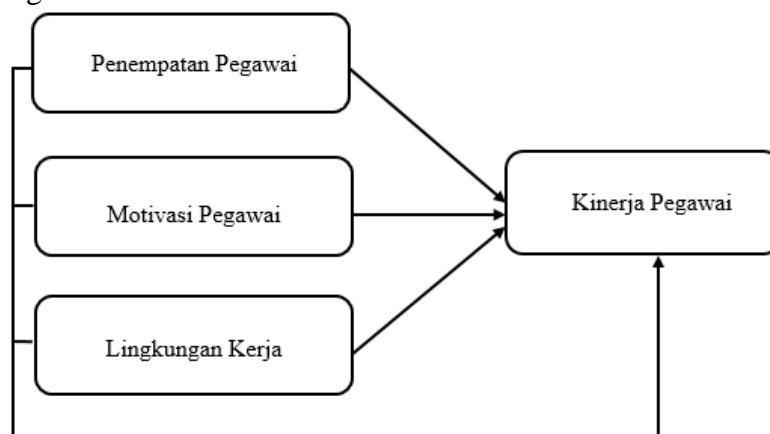 Penempatan Pegawai
Motivasi Pegawai
Kinerja Pegawai
Lingkungan Kerja